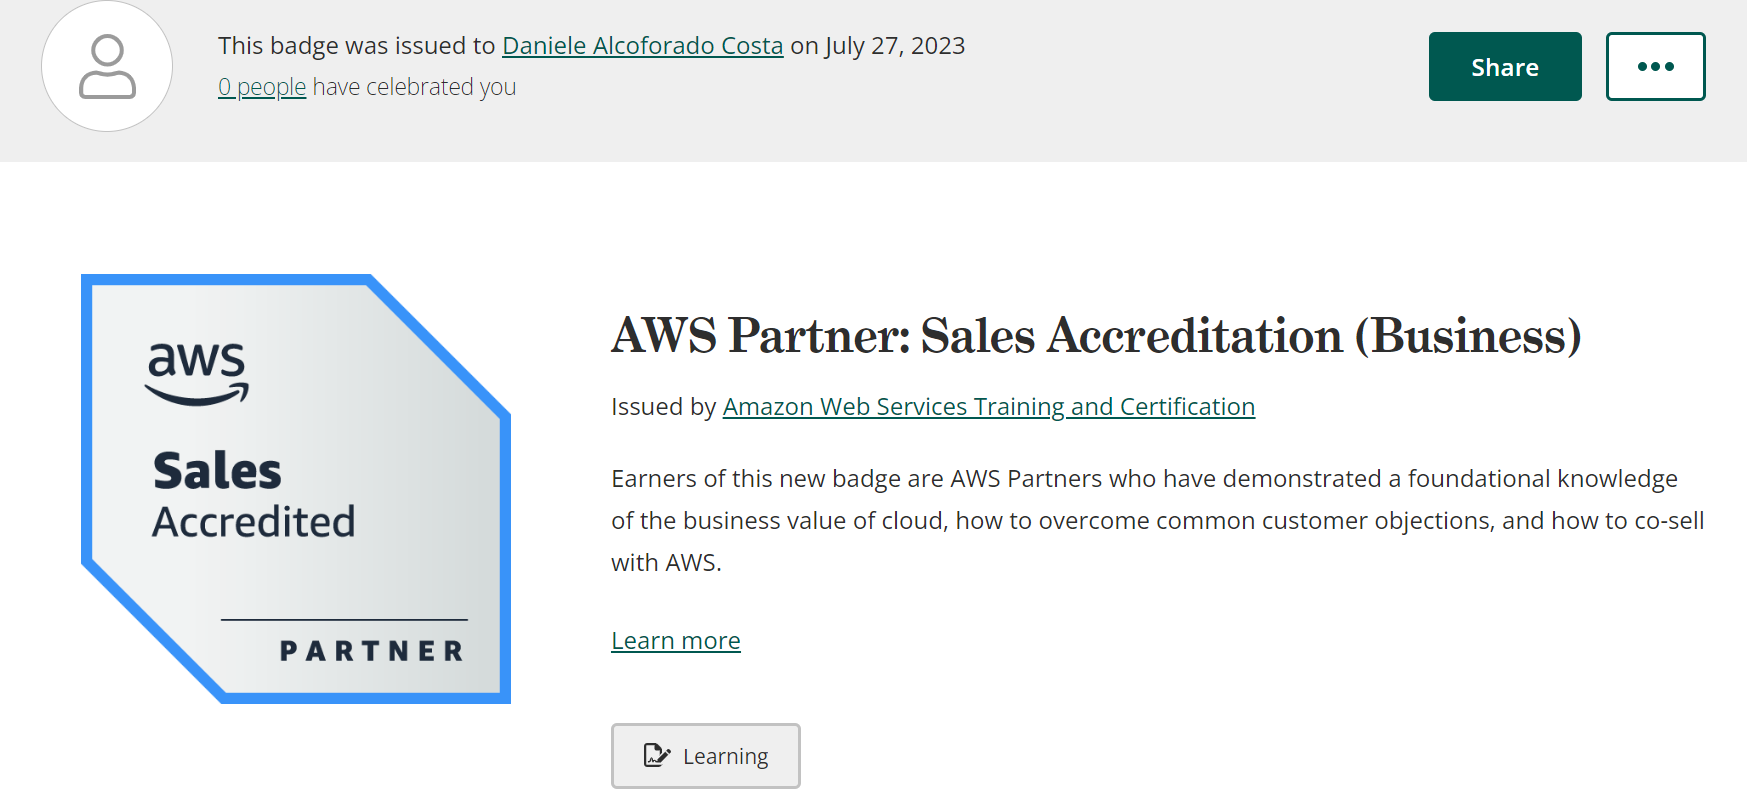 This badge was issued to Daniele Alcoforado Costa on July 27, 2023
0 people have celebrated you
Share
aws
Sales
Accredited
PARTNER
AWS Partner: Sales Accreditation (Business)
Issued by Amazon Web Services Training and Certification
Earners of this new badge are AWS Partners who have demonstrated a foundational knowledge
of the business value of cloud, how to overcome common customer objections, and how to co-sell
with AWS.
Learn more
Learning